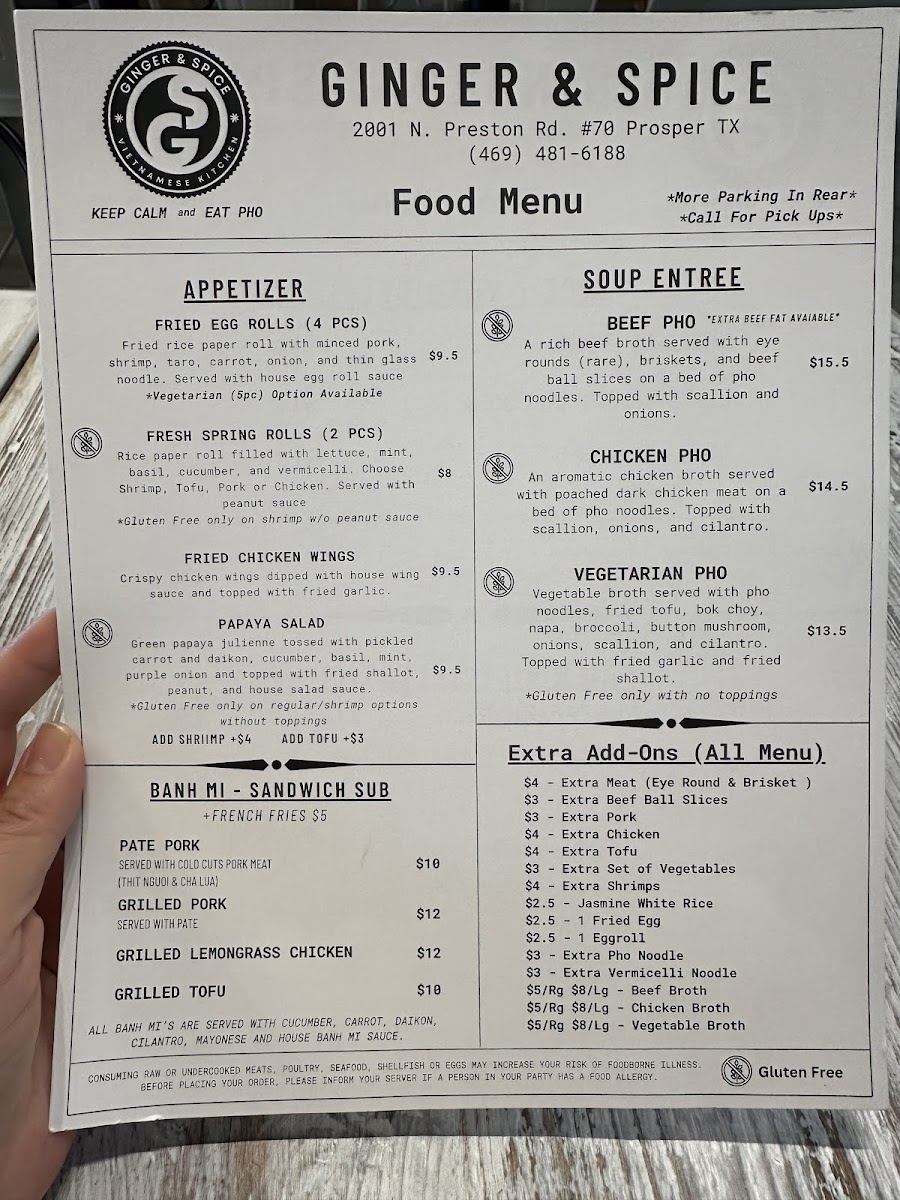 GINGER & SPICE
VIETNAMESE KITCHEN
SG
KEEP CALM and EAT PHO
GINGER & SPICE
2001 N. Preston Rd. #70 Prosper TX
(469) 481-6188
Food Menu
*More Parking In Rear*
*Call For Pick Ups*
APPETIZER
FRIED EGG ROLLS (4 PCS)
Fried rice paper roll with minced pork,
shrimp, taro, carrot, onion, and thin glass
noodle. Served with house egg roll sauce
*Vegetarian (5pc) Option Available
$9.5
FRESH SPRING ROLLS (2 PCS)
Rice paper roll filled with lettuce, mint,
basil, cucumber, and vermicelli. Choose
Shrimp, Tofu, Pork or Chicken. Served with
peanut sauce
*Gluten Free only on shrimp w/o peanut sauce
$8
FRIED CHICKEN WINGS
Crispy chicken wings dipped with house wing
sauce and topped with fried garlic.
$9.5
PAPAYA SALAD
Green papaya julienne tossed with pickled
carrot and daikon, cucumber, basil, mint,
purple onion and topped with fried shallot,
peanut, and house salad sauce.
*Gluten Free only on regular/shrimp options
without toppings
$9.5
ADD SHRIIMP +$4 ADD TOFU +$3
BANH MI - SANDWICH SUB
+FRENCH FRIES $5
PATE PORK
SERVED WITH COLD CUTS PORK MEAT
(THIT NGUOI & CHA LUA)
$10
GRILLED PORK
SERVED WITH PATE
$12
GRILLED LEMONGRASS CHICKEN $12
GRILLED TOFU $10
ALL BANH MI'S ARE SERVED WITH CUCUMBER, CARROT, DAIKON,
CILANTRO, MAYONESE AND HOUSE BANH MI SAUCE.
SOUP ENTREE
BEEF PHO *EXTRA BEEF FAT AVAIABLE*
A rich beef broth served with eye
rounds (rare), briskets, and beef
ball slices on a bed of pho
noodles. Topped with scallion and
onions.
$15.5
CHICKEN PHO
An aromatic chicken broth served
with poached dark chicken meat on a
bed of pho noodles. Topped with
scallion, onions, and cilantro.
$14.5
VEGETARIAN PHO
Vegetable broth served with pho
noodles, fried tofu, bok choy,
napa, broccoli, button mushroom,
onions, scallion, and cilantro.
Topped with fried garlic and fried
shallot.
*Gluten Free only with no toppings
$13.5
Extra Add-Ons (All Menu)
$4 - Extra Meat (Eye Round & Brisket )
$3 - Extra Beef Ball Slices
$3 - Extra Pork
$4 - Extra Chicken
$4 - Extra Tofu
$3 - Extra Set of Vegetables
$4 - Extra Shrimps
$2.5 - Jasmine White Rice
$2.5 - 1 Fried Egg
$2.5 - 1 Eggroll
$3 - Extra Pho Noodle
$3 - Extra Vermicelli Noodle
$5/Rg $8/Lg - Beef Broth
$5/Rg $8/Lg - Chicken Broth
$5/Rg $8/Lg - Vegetable Broth
CONSUMING RAW OR UNDERCOOKED MEATS, POULTRY, SEAFOOD, SHELLFISH OR EGGS MAY INCREASE YOUR RISK OF FOODBORNE ILLNESS.
BEFORE PLACING YOUR ORDER, PLEASE INFORM YOUR SERVER IF A PERSON IN YOUR PARTY HAS A FOOD ALLERGY.
Gluten Free